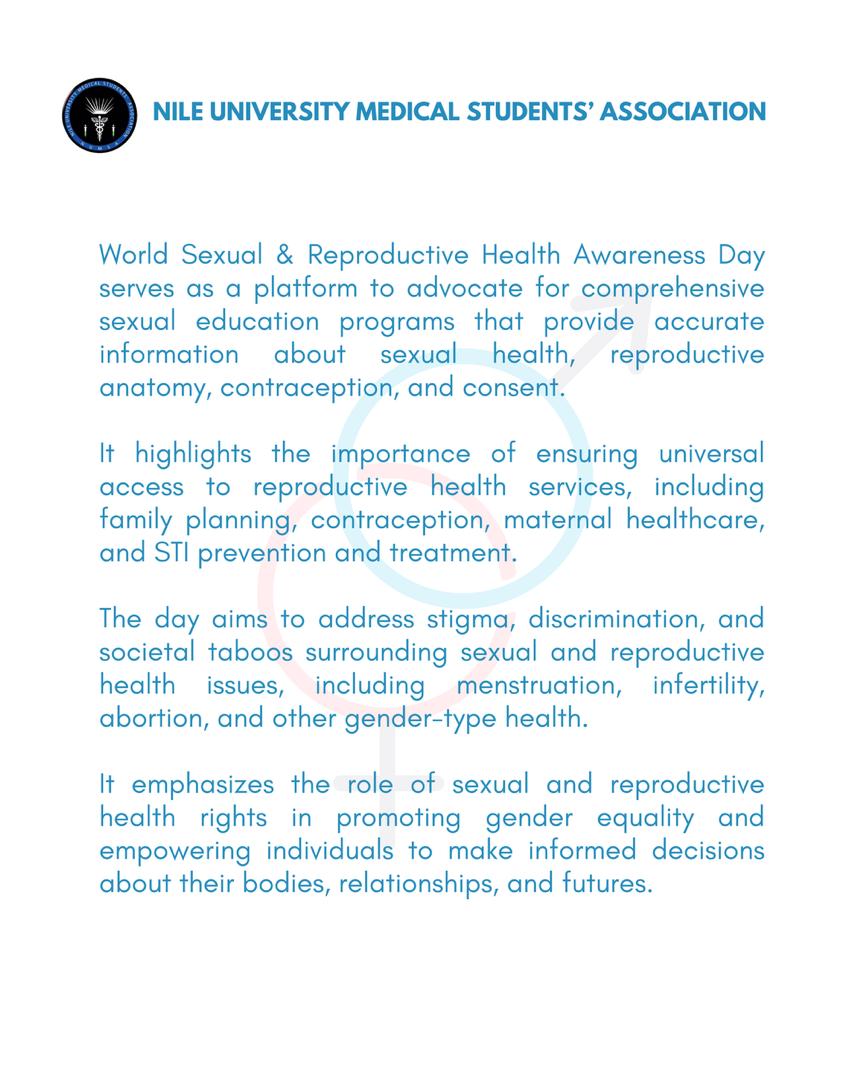 NILE UNIVERSITY MEDICAL STUDENTS' ASSOCIATION
NILE UNIVERSITY MEDICAL STUDENTS' ASSOCIATION
N U M S A
World Sexual & Reproductive Health Awareness Day
serves as a platform to advocate for comprehensive
sexual education programs that provide accurate
information about sexual health, reproductive
anatomy, contraception, and consent.
It highlights the importance of ensuring universal
access to reproductive health services, including
family planning, contraception, maternal healthcare,
and STI prevention and treatment.
The day aims to address stigma, discrimination, and
societal taboos surrounding sexual and reproductive
health issues, including menstruation, infertility,
abortion, and other gender-type health.
It emphasizes the role of sexual and reproductive
health rights in promoting gender equality and
empowering individuals to make informed decisions
about their bodies, relationships, and futures.